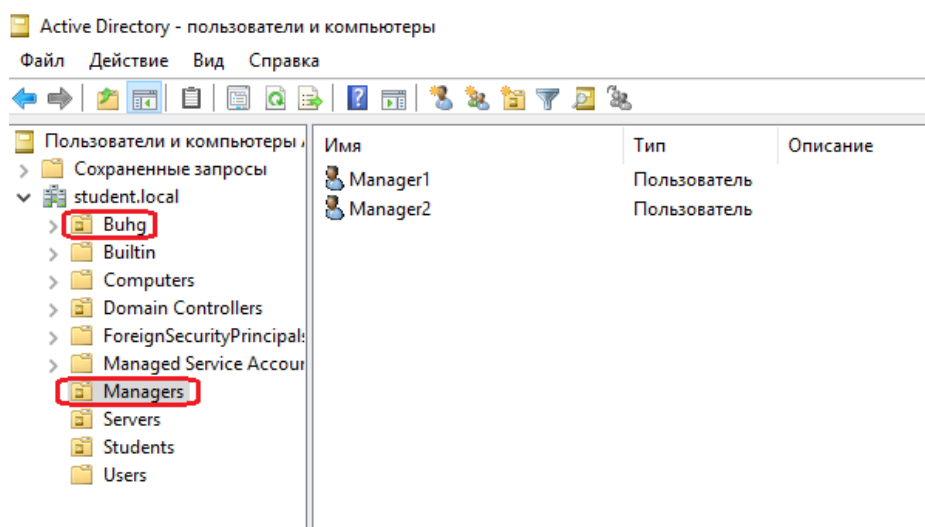 Active Directory - пользователи и компьютеры
Файл Действие Вид Справка
Пользователи и компьютеры
Сохраненные запросы
student.local
Buhg
Builtin
Computers
Domain Controllers
ForeignSecurityPrincipal
Managed Service Accou
Managers
Servers
Students
Users
Имя Тип Описание
Manager1 Пользователь
Manager2 Пользователь